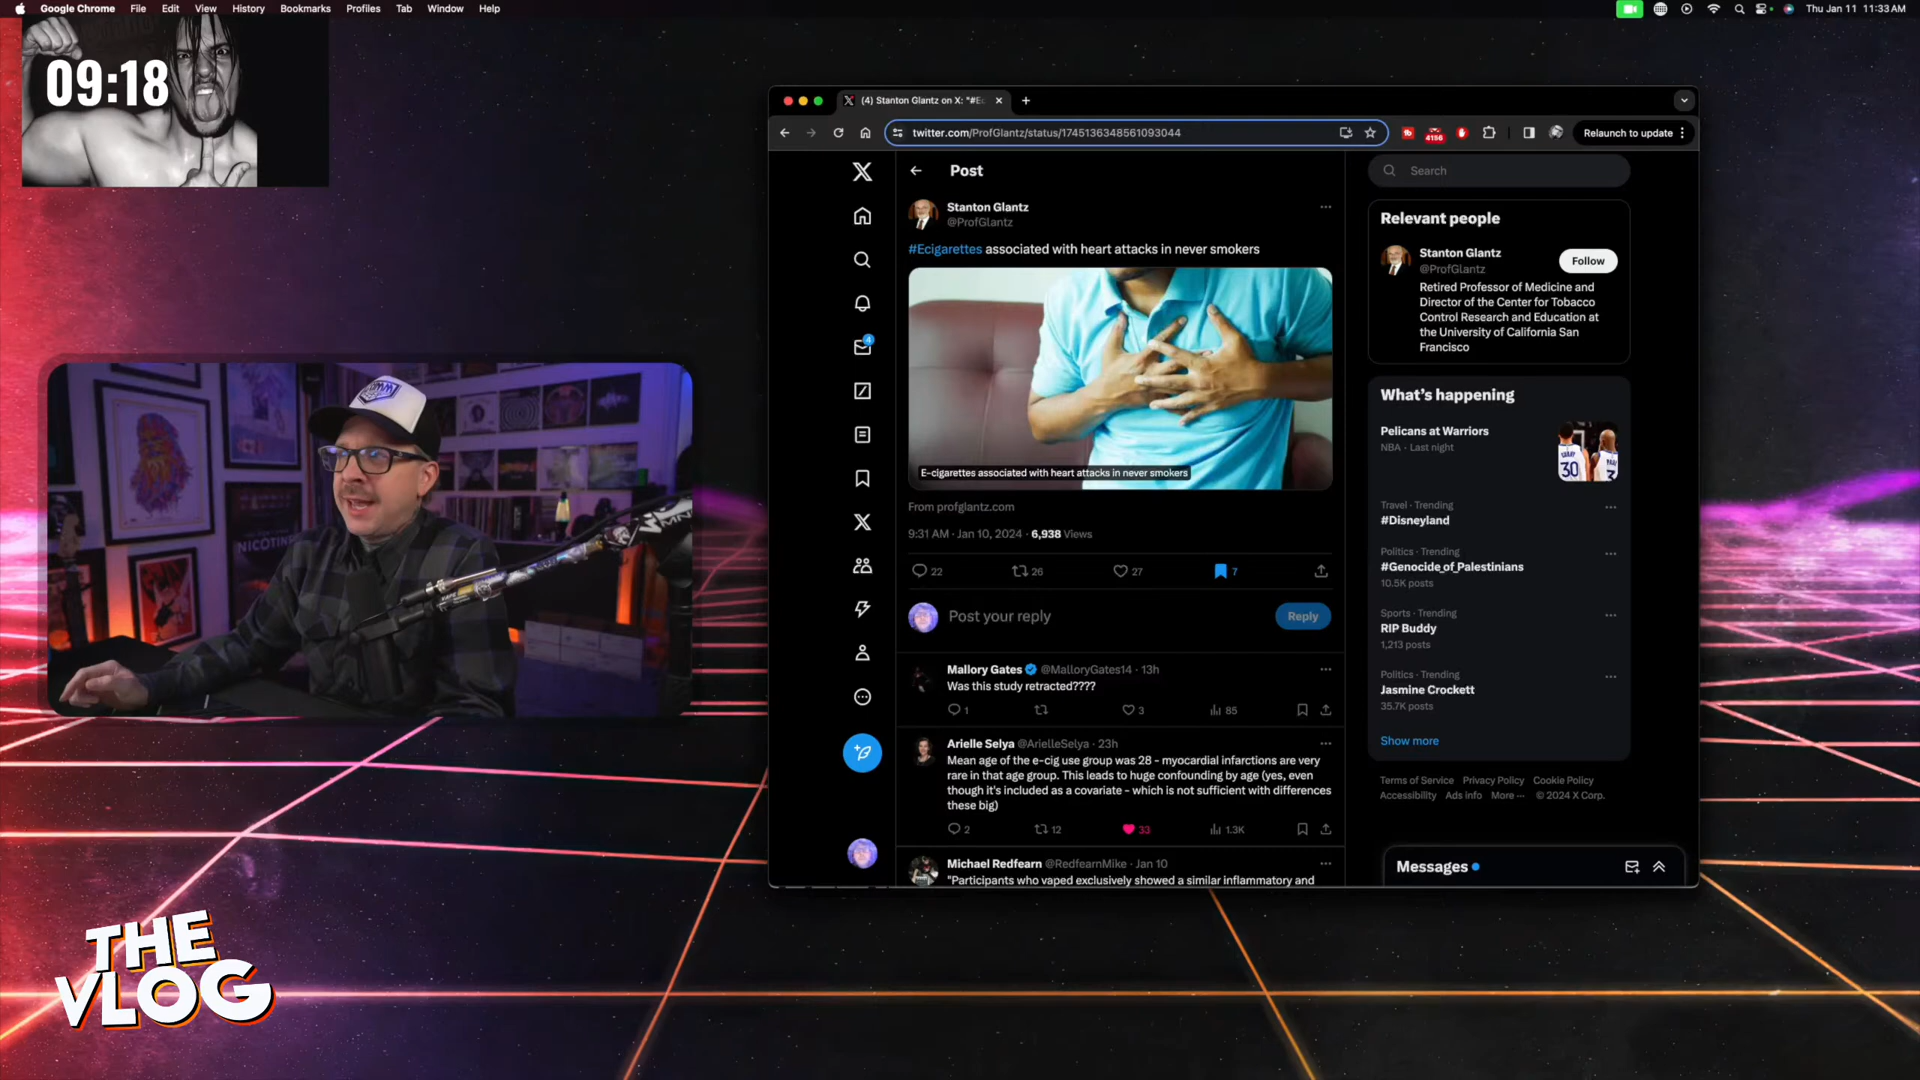 Google Chrome File Edit View History Bookmarks Profiles Tab Window Help
Thu Jan 11 11:33 AM
09:18
NICOTIN
THE
VLOG
(4) Stanton Glantz on X: "#Ec
twitter.com/ProfGlantz/status/1745136348561093044
4156
Relaunch to update
Post
Stanton Glantz
@ProfGlantz
#Ecigarettes associated with heart attacks in never smokers
E-cigarettes associated with heart attacks in never smokers
From profglantz.com
9:31 AM · Jan 10, 2024 · 6,938 Views
22 26 27 7
Post your reply
Reply
4
Mallory Gates @MalloryGates14 · 13h
Was this study retracted????
1 3 85
Arielle Selya @ArielleSelya · 23h
Mean age of the e-cig use group was 28 - myocardial infarctions are very
rare in that age group. This leads to huge confounding by age (yes, even
though it's included as a covariate - which is not sufficient with differences
these big)
2 12 33 1.3K
Michael Redfearn @RedfearnMike · Jan 10
"Participants who vaped exclusively showed a similar inflammatory and
Search
Relevant people
Stanton Glantz
@ProfGlantz
Follow
Retired Professor of Medicine and
Director of the Center for Tobacco
Control Research and Education at
the University of California San
Francisco
What's happening
Pelicans at Warriors
NBA · Last night
30
Travel · Trending
#Disneyland
Politics · Trending
#Genocide_of_Palestinians
10.5K posts
Sports · Trending
RIP Buddy
1,213 posts
Politics · Trending
Jasmine Crockett
35.7K posts
Show more
Terms of Service Privacy Policy Cookie Policy
Accessibility Ads info More ··· © 2024 X Corp.
Messages